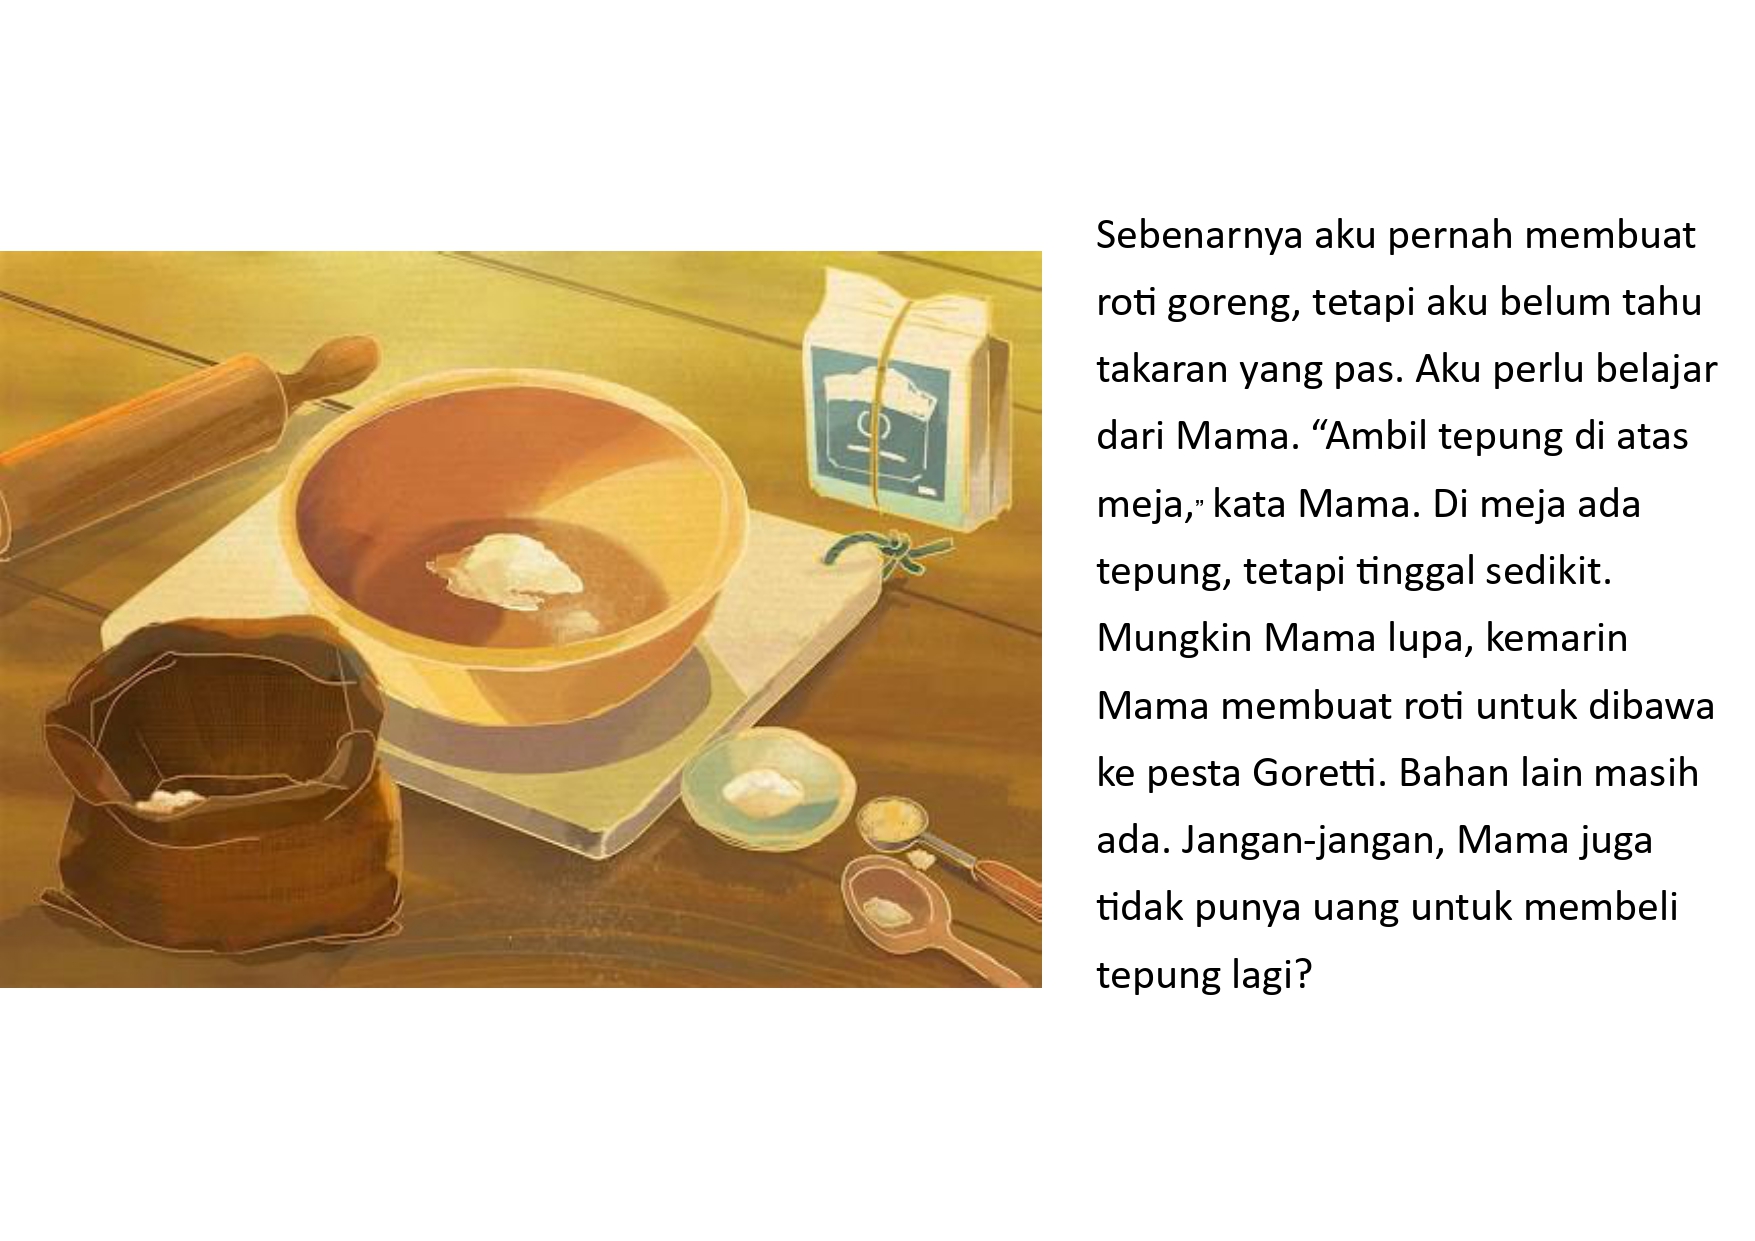 Sebenarnya aku pernah membuat
roti goreng, tetapi aku belum tahu
takaran yang pas. Aku perlu belajar
dari Mama. “Ambil tepung di atas
meja,” kata Mama. Di meja ada
tepung, tetapi tinggal sedikit.
Mungkin Mama lupa, kemarin
Mama membuat roti untuk dibawa
ke pesta Goretti. Bahan lain masih
ada. Jangan-jangan, Mama juga
tidak punya uang untuk membeli
tepung lagi?